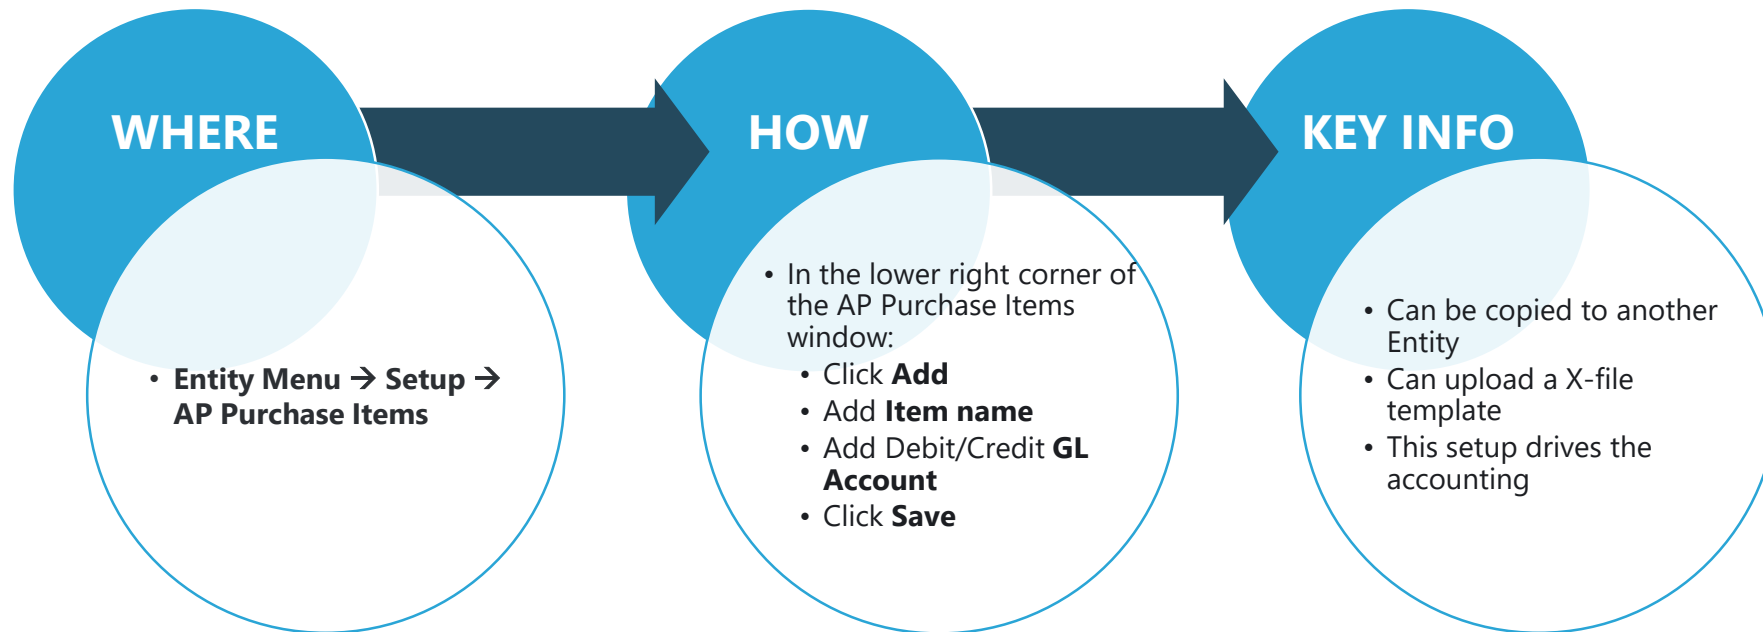 WHERE
• Entity Menu → Setup →
AP Purchase Items
HOW
• In the lower right corner of
the AP Purchase Items
window:
• Click Add
• Add Item name
• Add Debit/Credit GL
Account
• Click Save
KEY INFO
• Can be copied to another
Entity
• Can upload a X-file
template
• This setup drives the
accounting